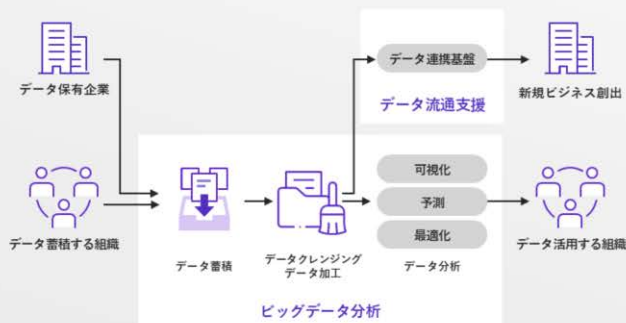 データ保有企業
データ連携基盤
データ流通支援
新規ビジネス創出
データ蓄積する組織
データ蓄積
データクレンジング
データ加工
可視化
予測
最適化
データ分析
データ活用する組織
ビッグデータ分析